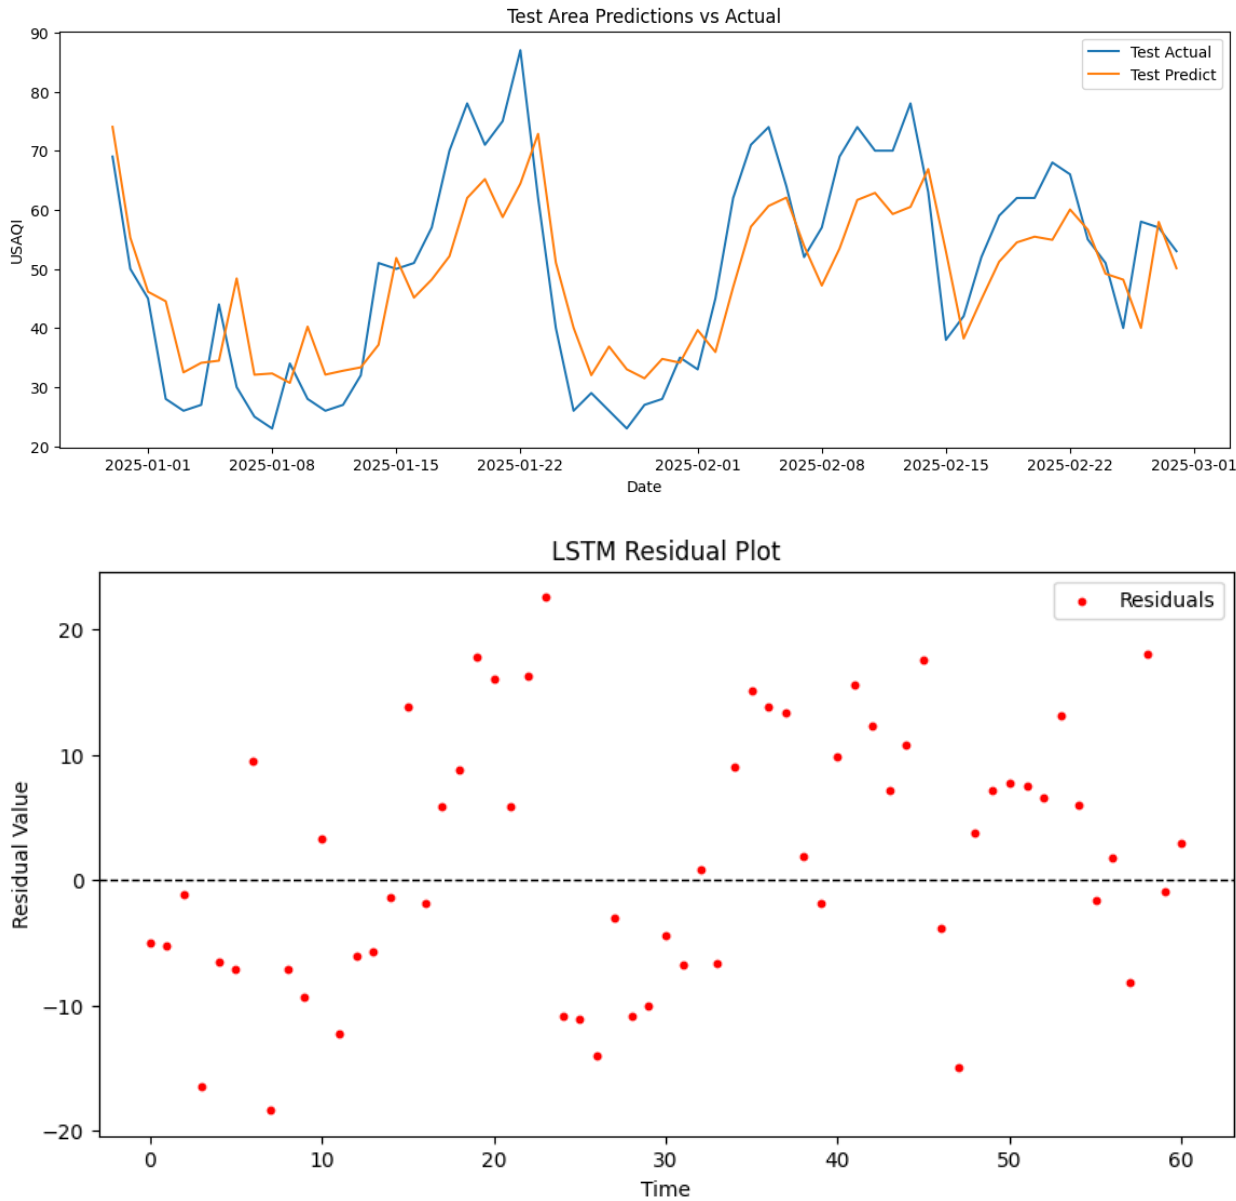 Test Area Predictions vs Actual
Test Actual
Test Predict
90
80
70
60
50
40
30
20
USAQI
2025-01-01 2025-01-08 2025-01-15 2025-01-22 2025-02-01 2025-02-08 2025-02-15 2025-02-22 2025-03-01
Date
LSTM Residual Plot
Residuals
20
10
0
−10
−20
Residual Value
0 10 20 30 40 50 60
Time